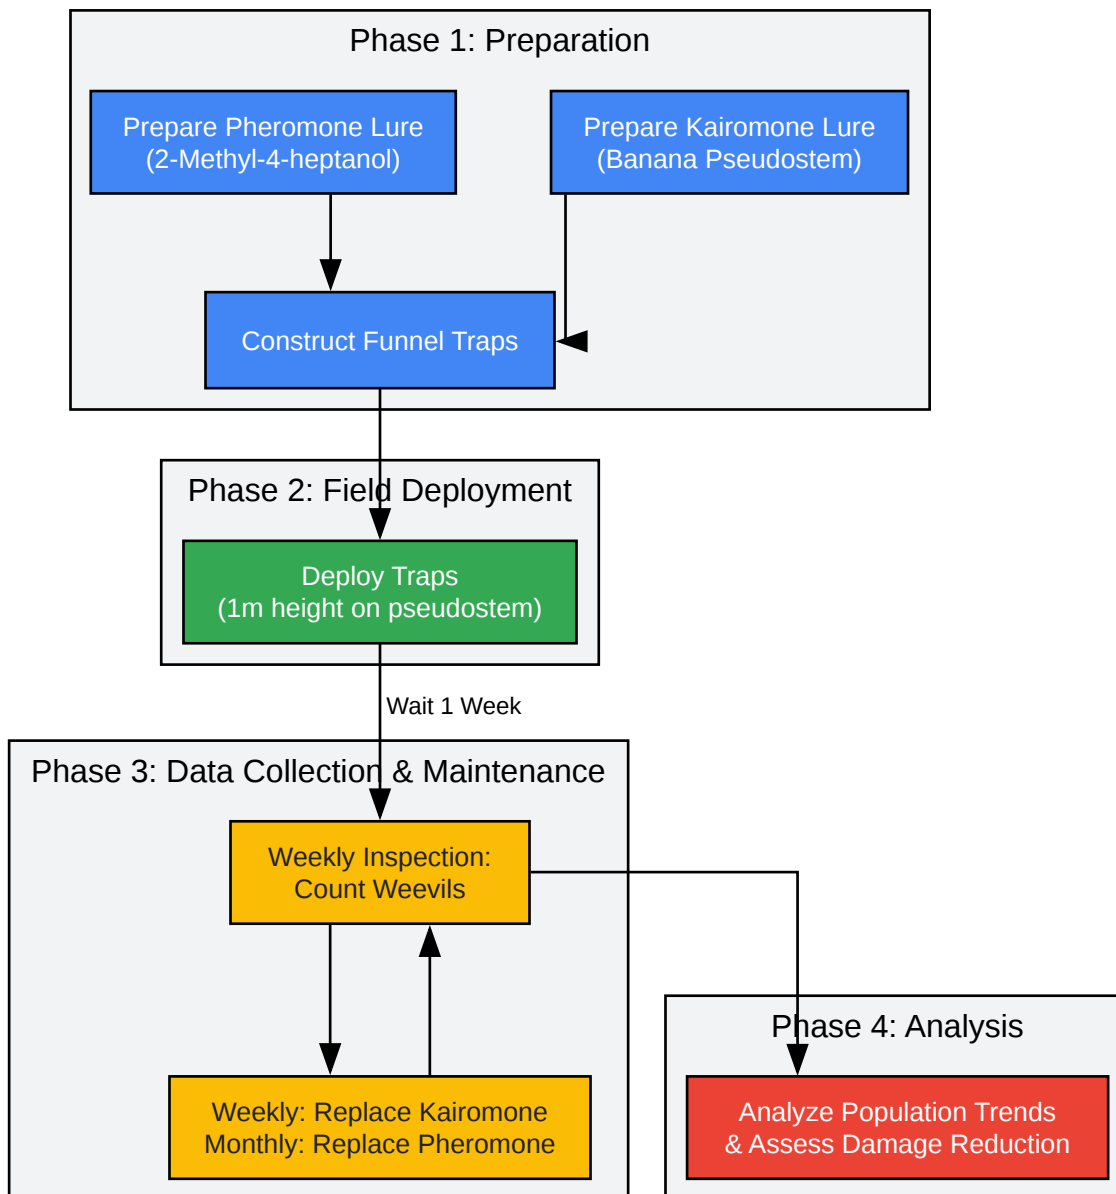 Phase 1: Preparation
Prepare Pheromone Lure
(2-Methyl-4-heptanol)
Prepare Kairomone Lure
(Banana Pseudostem)
Construct Funnel Traps
Phase 2: Field Deployment
Deploy Traps
(1m height on pseudostem)
Wait 1 Week
Phase 3: Data Collection & Maintenance
Weekly Inspection:
Count Weevils
Weekly: Replace Kairomone
Monthly: Replace Pheromone
Phase 4: Analysis
Analyze Population Trends
& Assess Damage Reduction